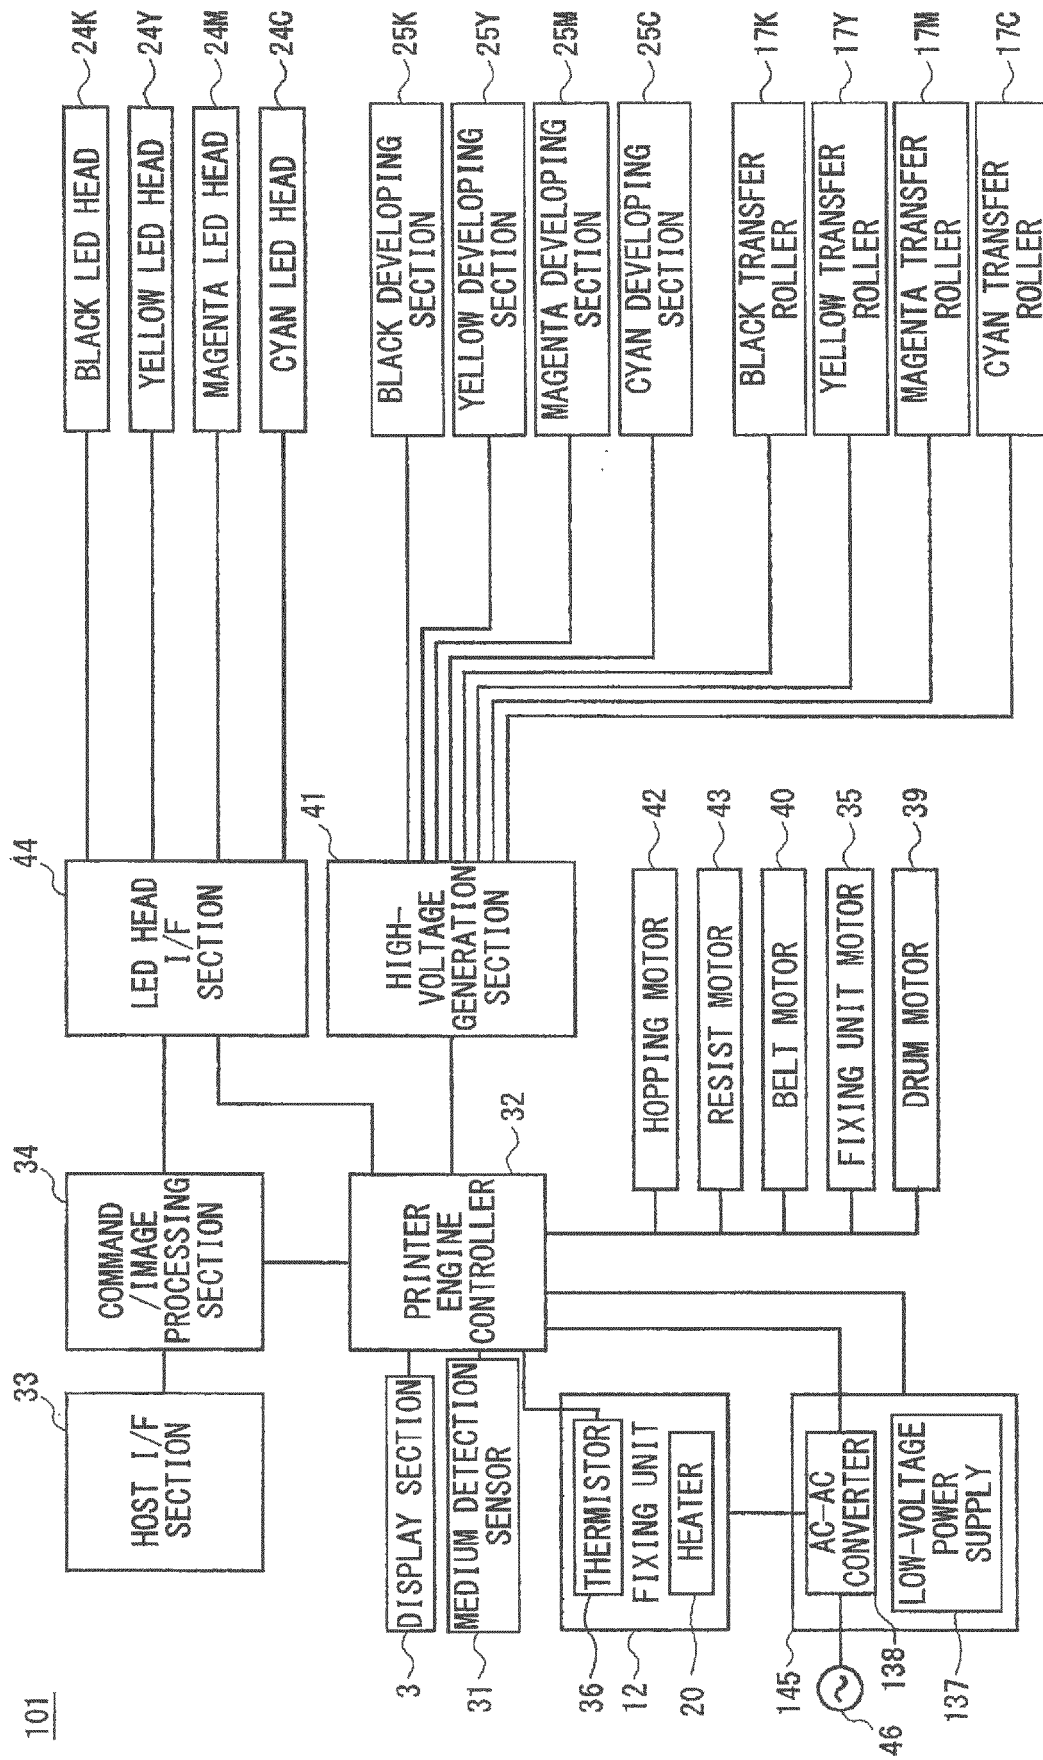 101
HOST I/F
SECTION
33
COMMAND
/IMAGE
PROCESSING
SECTION
34
LED HEAD
I/F
SECTION
44
BLACK LED HEAD
24K
YELLOW LED HEAD
24Y
MAGENTA LED HEAD
24M
CYAN LED HEAD
24C
DISPLAY SECTION
3
MEDIUM DETECTION
SENSOR
31
PRINTER
ENGINE
CONTROLLER
32
HIGH-
VOLTAGE
GENERATION
SECTION
41
BLACK DEVELOPING
SECTION
25K
YELLOW DEVELOPING
SECTION
25Y
MAGENTA DEVELOPING
SECTION
25M
CYAN DEVELOPING
SECTION
25C
BLACK TRANSFER
ROLLER
17K
YELLOW TRANSFER
ROLLER
17Y
MAGENTA TRANSFER
ROLLER
17M
CYAN TRANSFER
ROLLER
17C
THERMISTOR
36
FIXING UNIT
12
HEATER
20
HOPPING MOTOR
42
RESIST MOTOR
43
BELT MOTOR
40
FIXING UNIT MOTOR
35
DRUM MOTOR
39
145
AC-AC
CONVERTER
138
46
LOW-VOLTAGE
POWER
SUPPLY
137